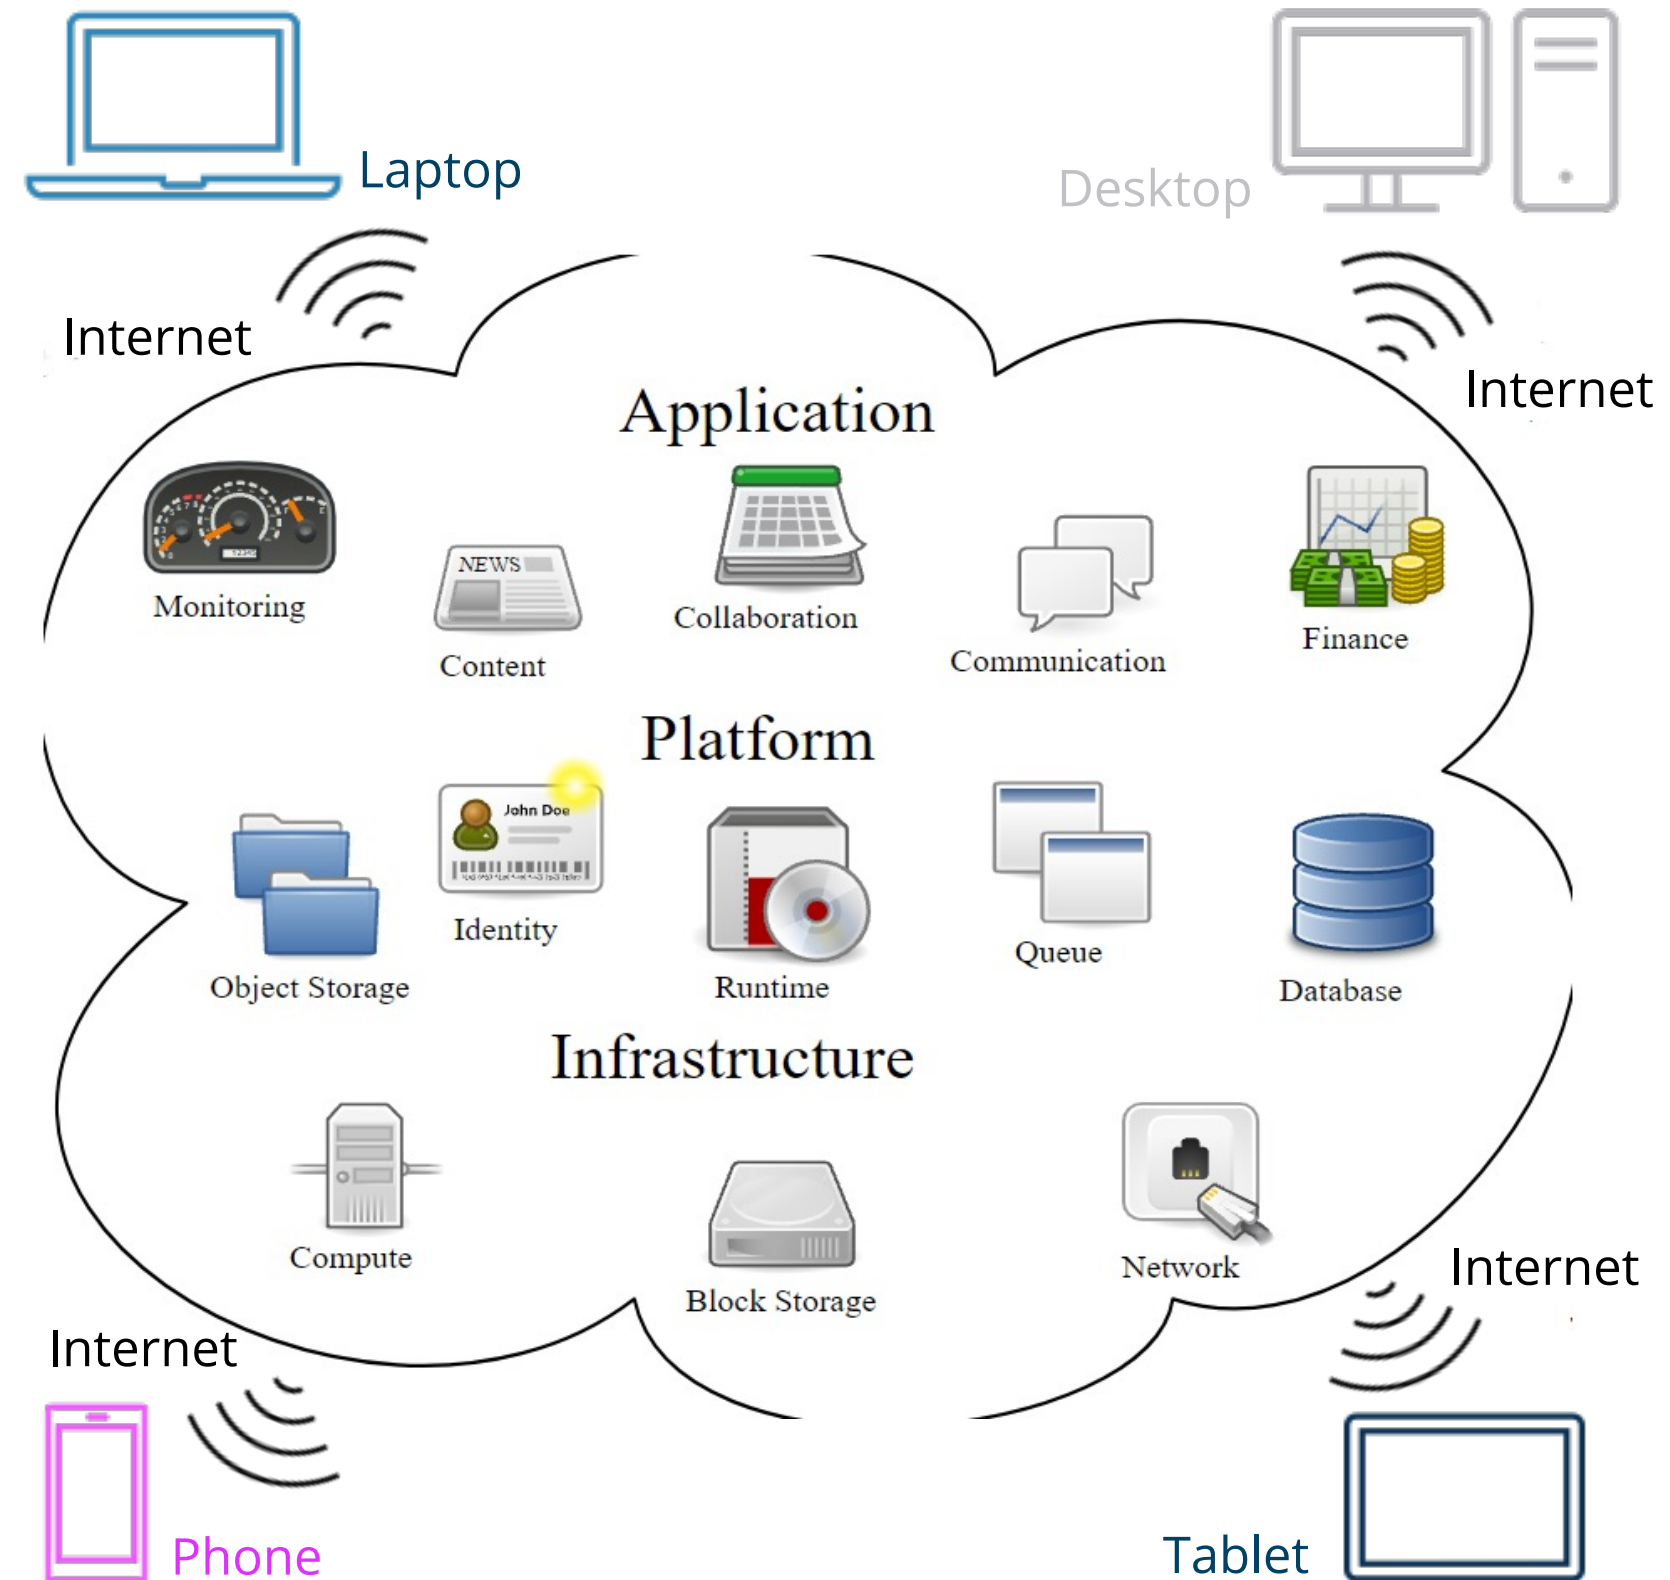 Laptop
Desktop
Internet
Internet
Application
Monitoring
NEWS
Content
Collaboration
Communication
Finance
Platform
John Doe
Object Storage
Identity
Runtime
Queue
Database
Infrastructure
Compute
Block Storage
Network
Internet
Internet
Phone
Tablet